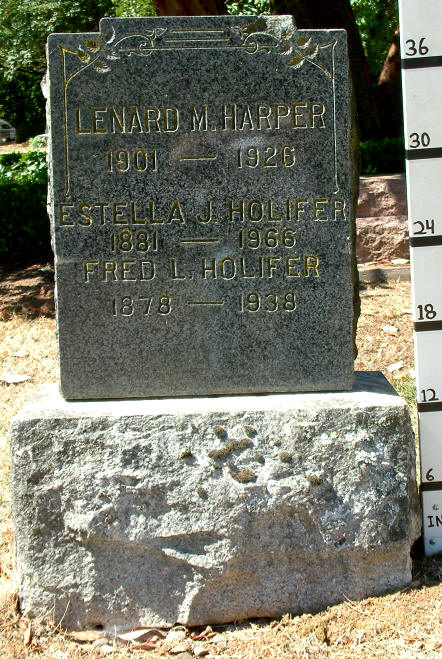 LENARD M. HARPER
1901 — 1926
ESTELLA J. HOLIFER
1881 — 1966
FRED L. HOLIFER
1878 — 1938
36
30
24
18
12
6
IN